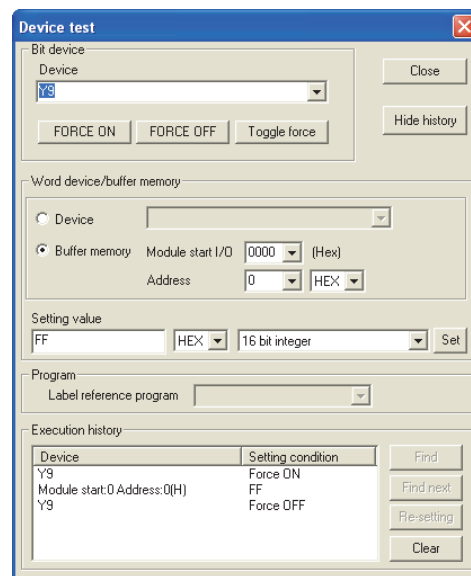 Device test
Bit device
Device
Close
Y9
FORCE ON FORCE OFF Toggle force
Hide history
Word device/buffer memory
Device
Buffer memory Module start I/O 0000 (Hex)
Address 0 HEX
Setting value
FF HEX 16 bit integer Set
Program
Label reference program
Execution history
Device Setting condition
Y9 Force ON
Module start:0 Address:0(H) FF
Y9 Force OFF
Find
Find next
Re-setting
Clear